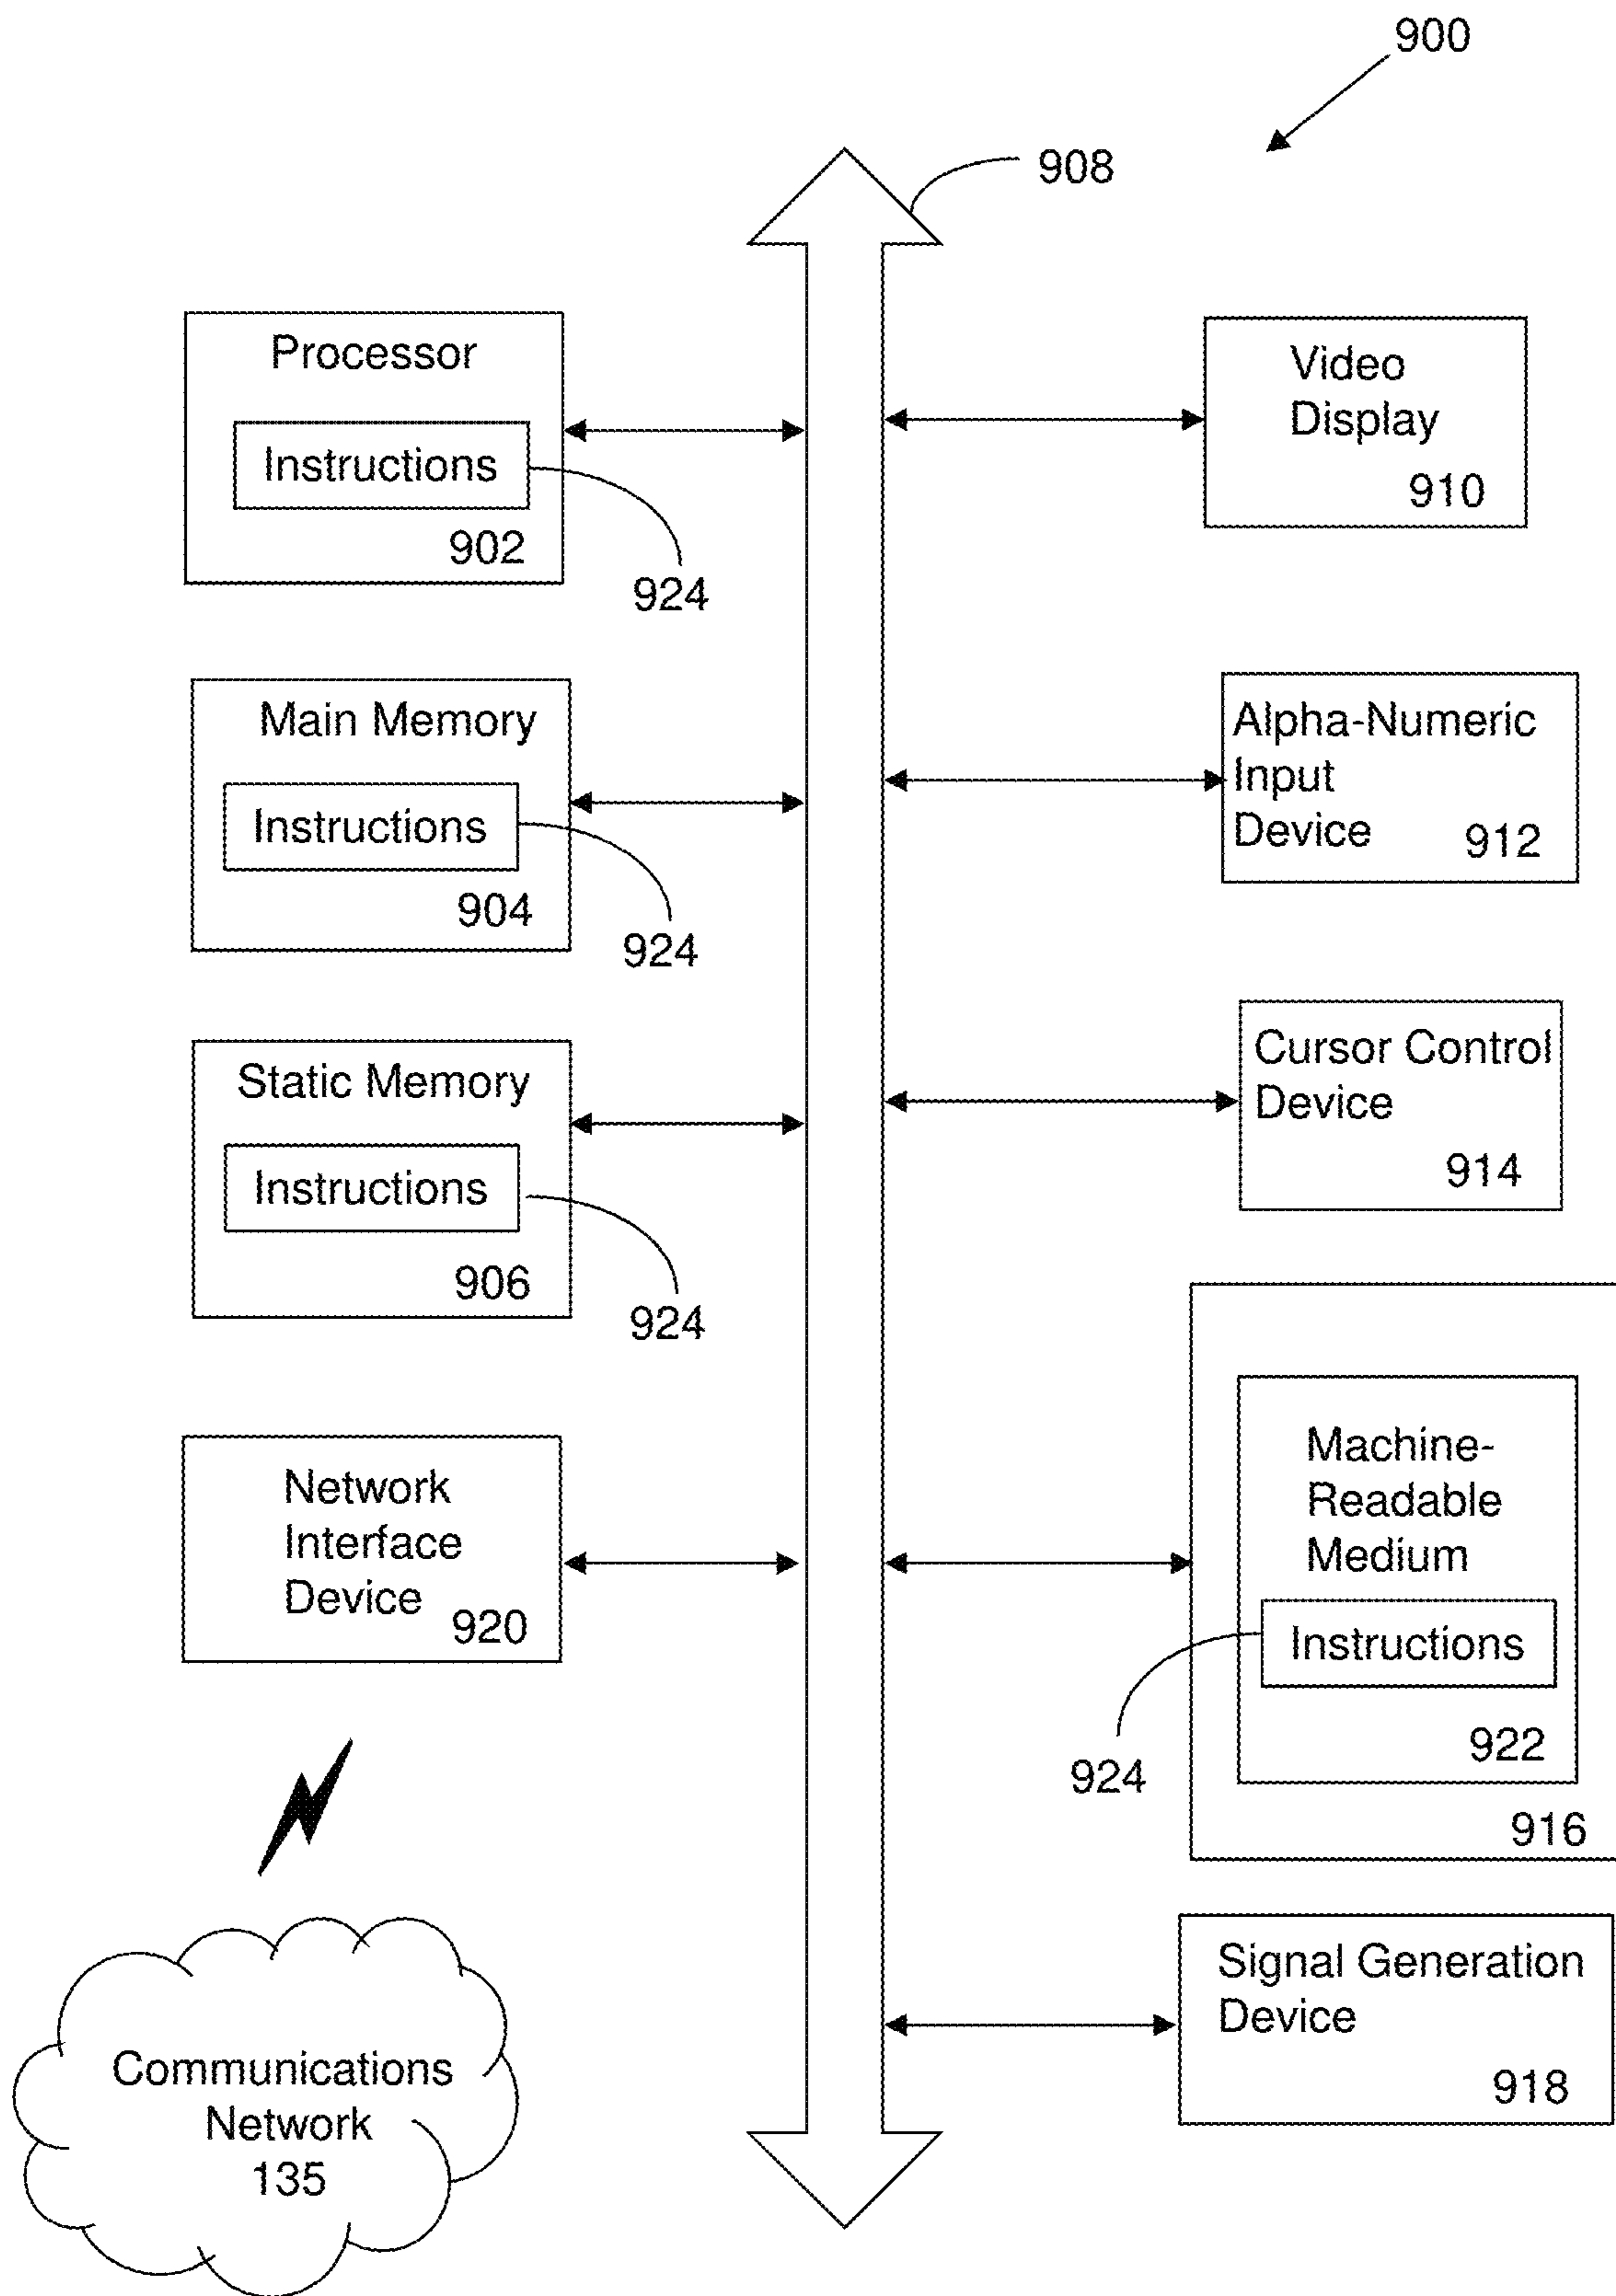 900
908
Processor
Instructions
902
924
Main Memory
Instructions
904
924
Static Memory
Instructions
906
924
Network
Interface
Device
920
Communications
Network
135
Video
Display
910
Alpha-Numeric
Input
Device
912
Cursor Control
Device
914
Machine-
Readable
Medium
Instructions
922
924
916
Signal Generation
Device
918